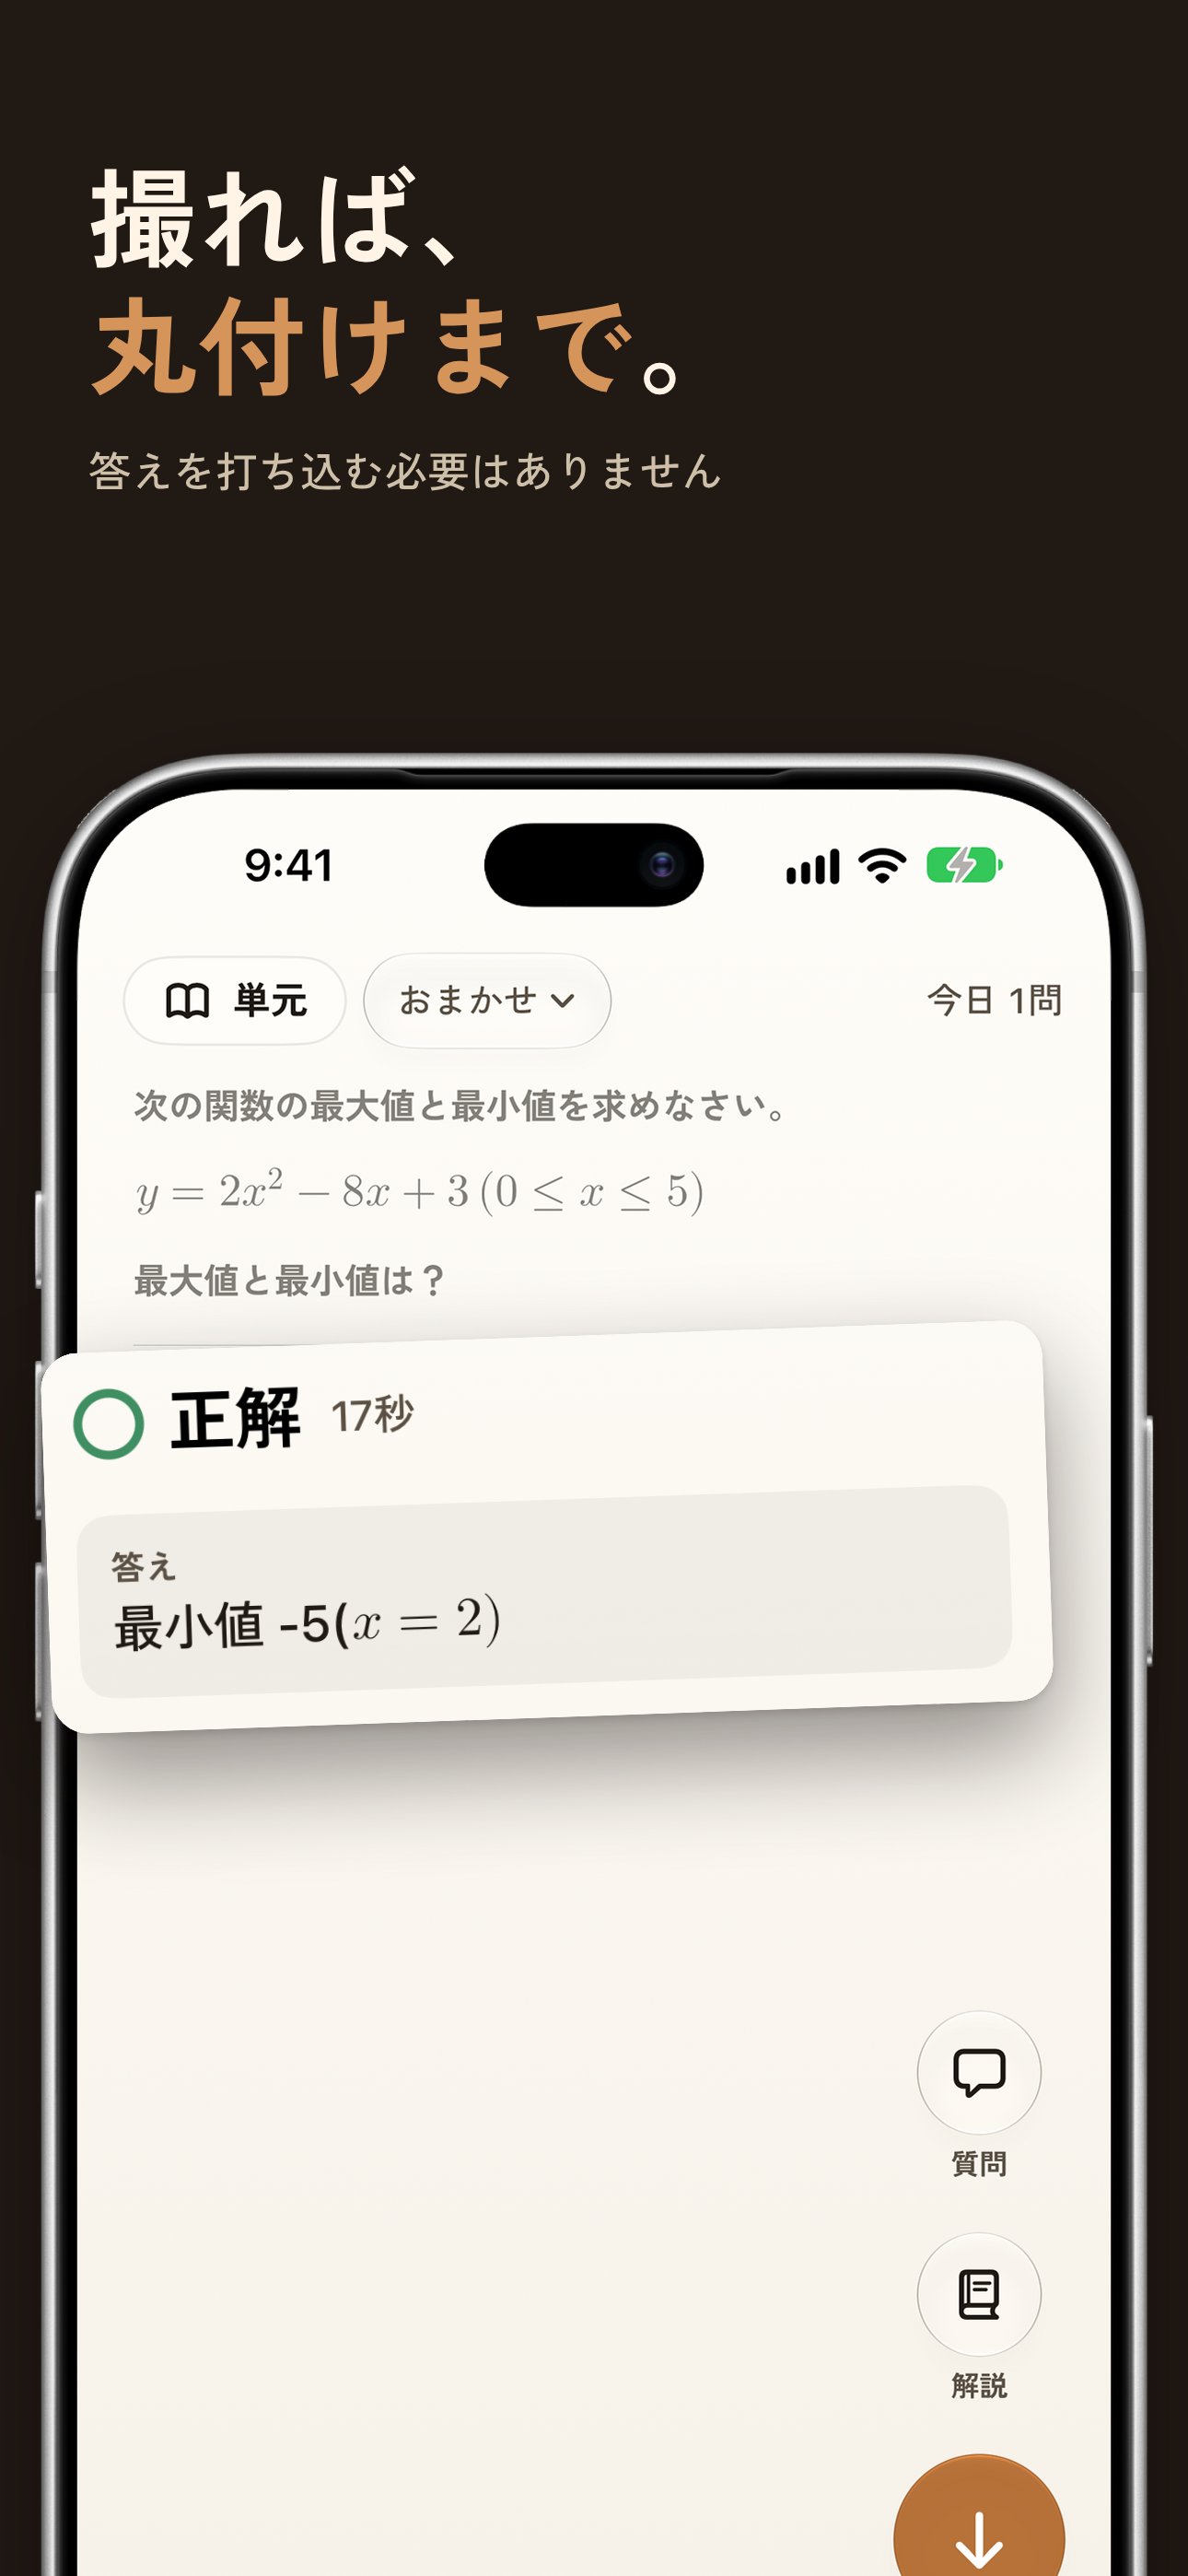 撮れば、
丸付けまで。
答えを打ち込む必要はありません
9:41
単元 おまかせ 今日 1問
次の関数の最大値と最小値を求めなさい。
y = 2x² − 8x + 3 (0 ≤ x ≤ 5)
最大値と最小値は？
正解 17秒
答え
最小値 -5(x = 2)
質問
解説